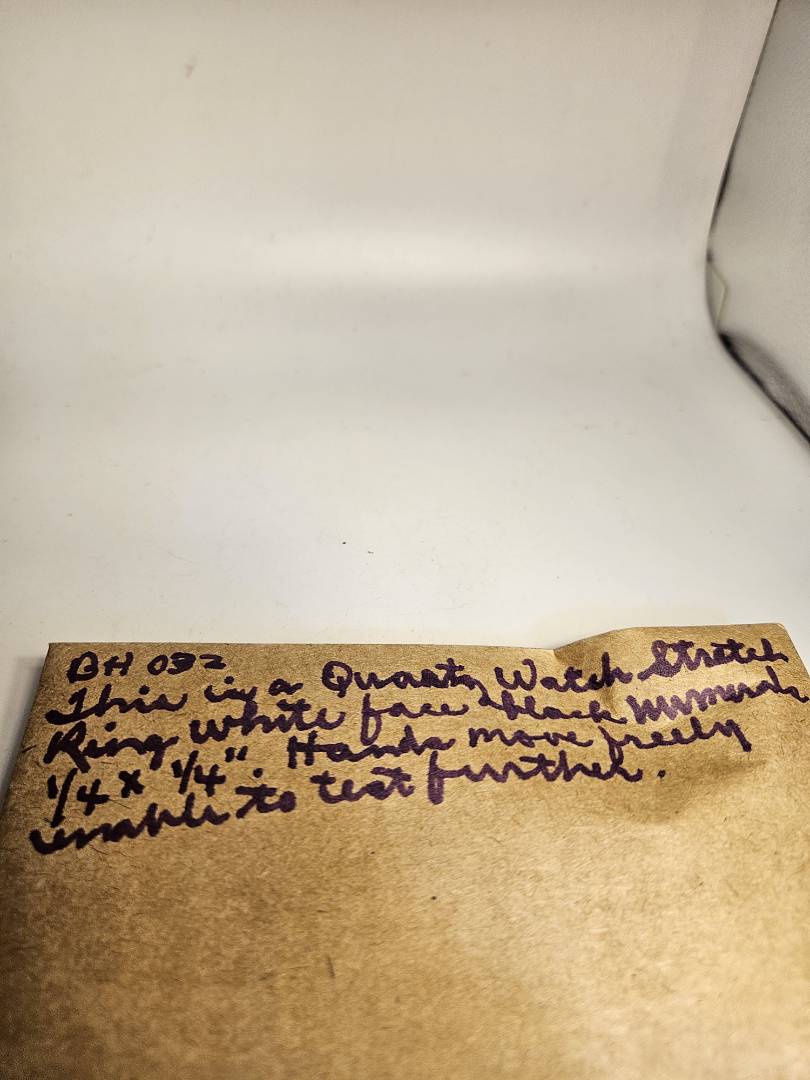 BH 032
This is a Quartz Watch Stretch
Ring white face black numerals
1/4 x 1/4". Hands move freely
unable to test further.